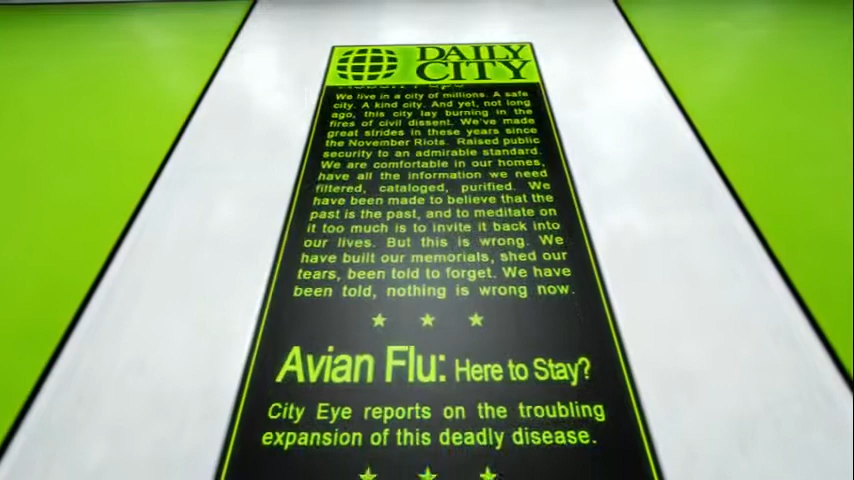 DAILY
CITY
We live in a city of millions. A safe
city. A kind city. And yet, not long
ago, this city lay burning in the
fires of civil dissent. We've made
great strides in these years since
the November Riots. Raised public
security to an admirable standard.
We are comfortable in our homes,
have all the information we need
filtered, cataloged, purified. We
have been made to believe that the
past is the past, and to meditate on
it too much is to invite it back into
our lives. But this is wrong. We
have built our memorials, shed our
tears, been told to forget. We have
been told, nothing is wrong now.
Avian Flu: Here to Stay?
City Eye reports on the troubling
expansion of this deadly disease.